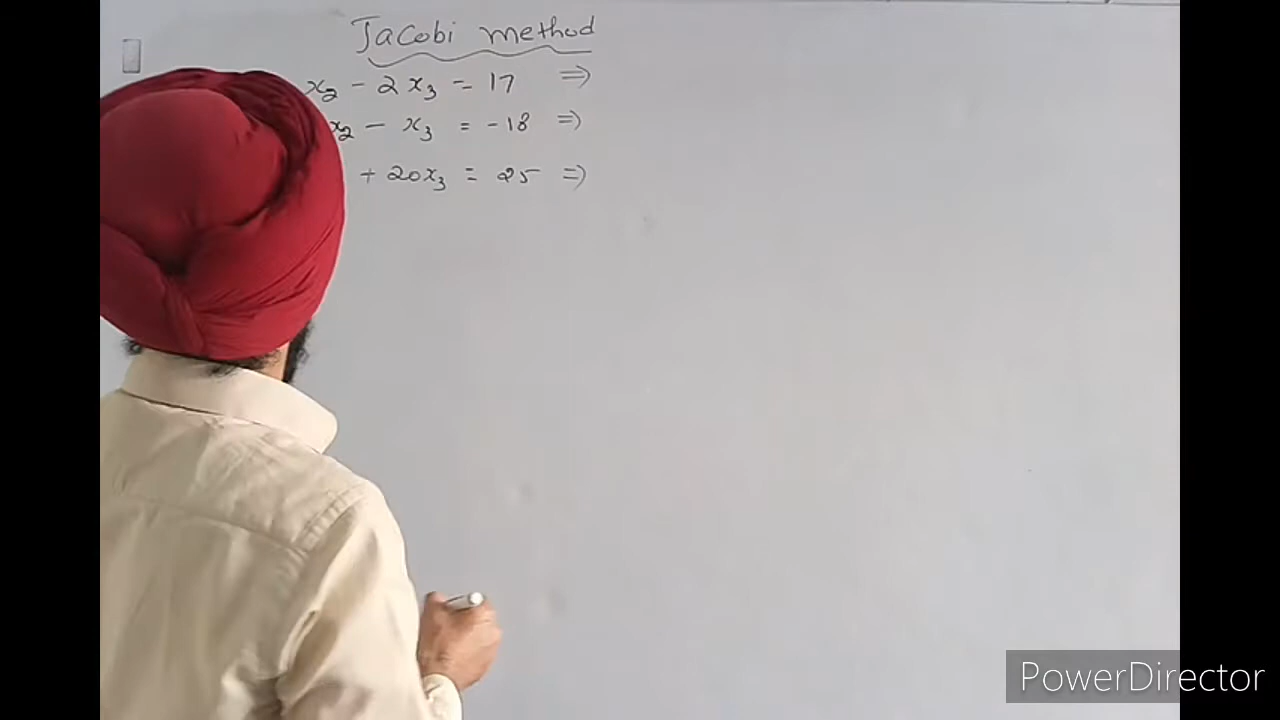 Jacobi method
x₂ - 2x₃ = 17 ⇒
x₂ - x₃ = -18 ⇒
+ 20x₃ = 25 ⇒
PowerDirector